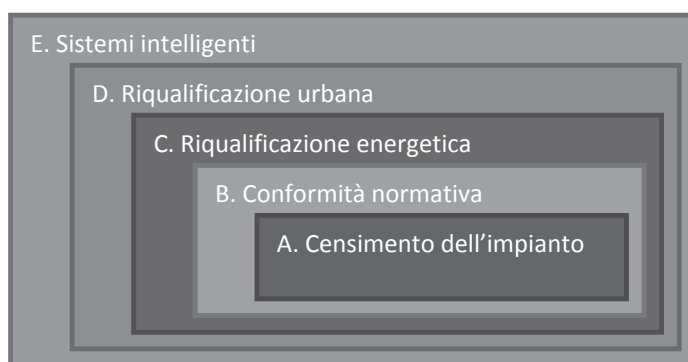 E. Sistemi intelligenti
D. Riqualificazione urbana
C. Riqualificazione energetica
B. Conformità normativa
A. Censimento dell’impianto